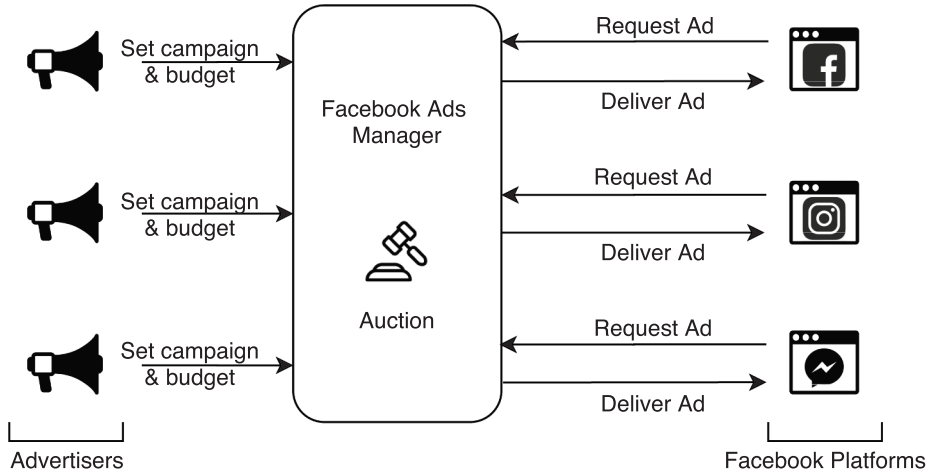 Set campaign
& budget
Set campaign
& budget
Set campaign
& budget
Facebook Ads
Manager
Auction
Request Ad
Deliver Ad
Request Ad
Deliver Ad
Request Ad
Deliver Ad
Advertisers
Facebook Platforms